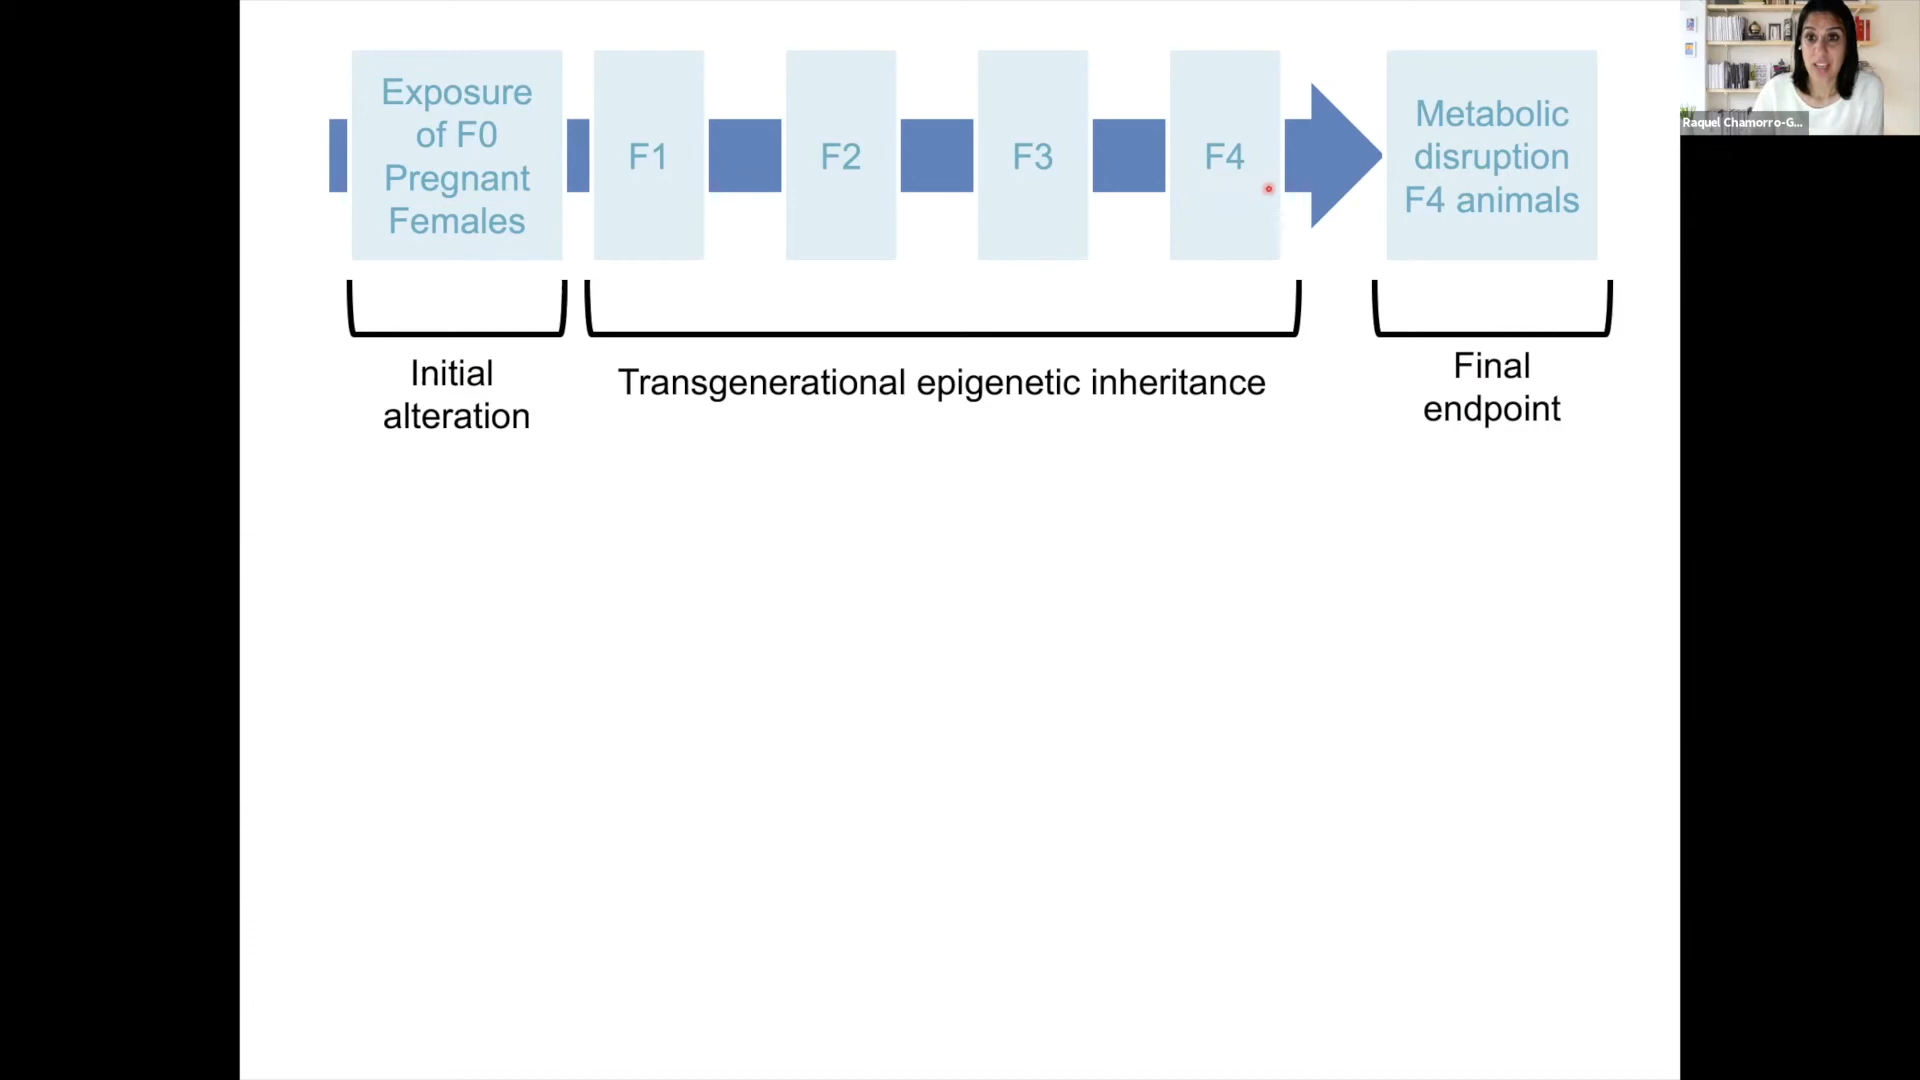 Exposure
of F0
Pregnant
Females
F1
F2
F3
F4
Metabolic
disruption
F4 animals
Initial
alteration
Transgenerational epigenetic inheritance
Final
endpoint
Raquel Chamorro-G...